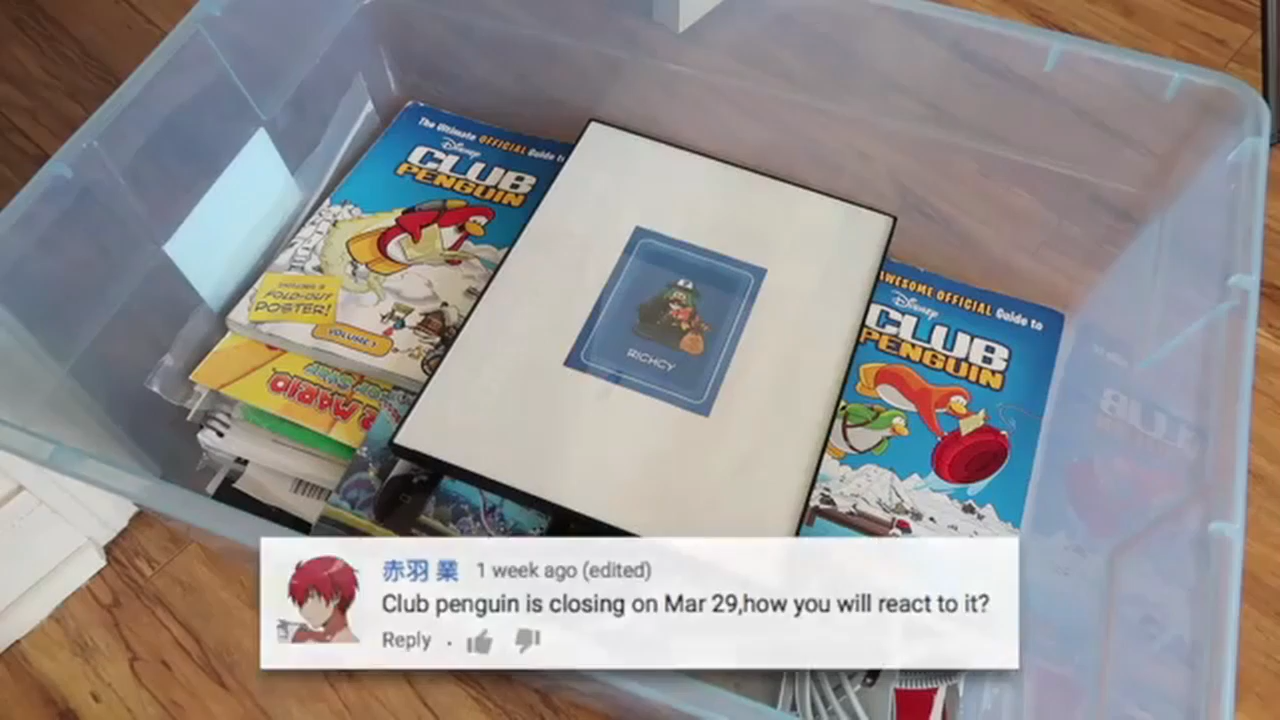 The Ultimate OFFICIAL Guide to
Disney
CLUB
PENGUIN
INCLUDES A
FOLD-OUT
POSTER!
VOLUME 1
MARIO
RICHCY
AWESOME OFFICIAL Guide to
Disney
CLUB
PENGUIN
赤羽 業 1 week ago (edited)
Club penguin is closing on Mar 29,how you will react to it?
Reply